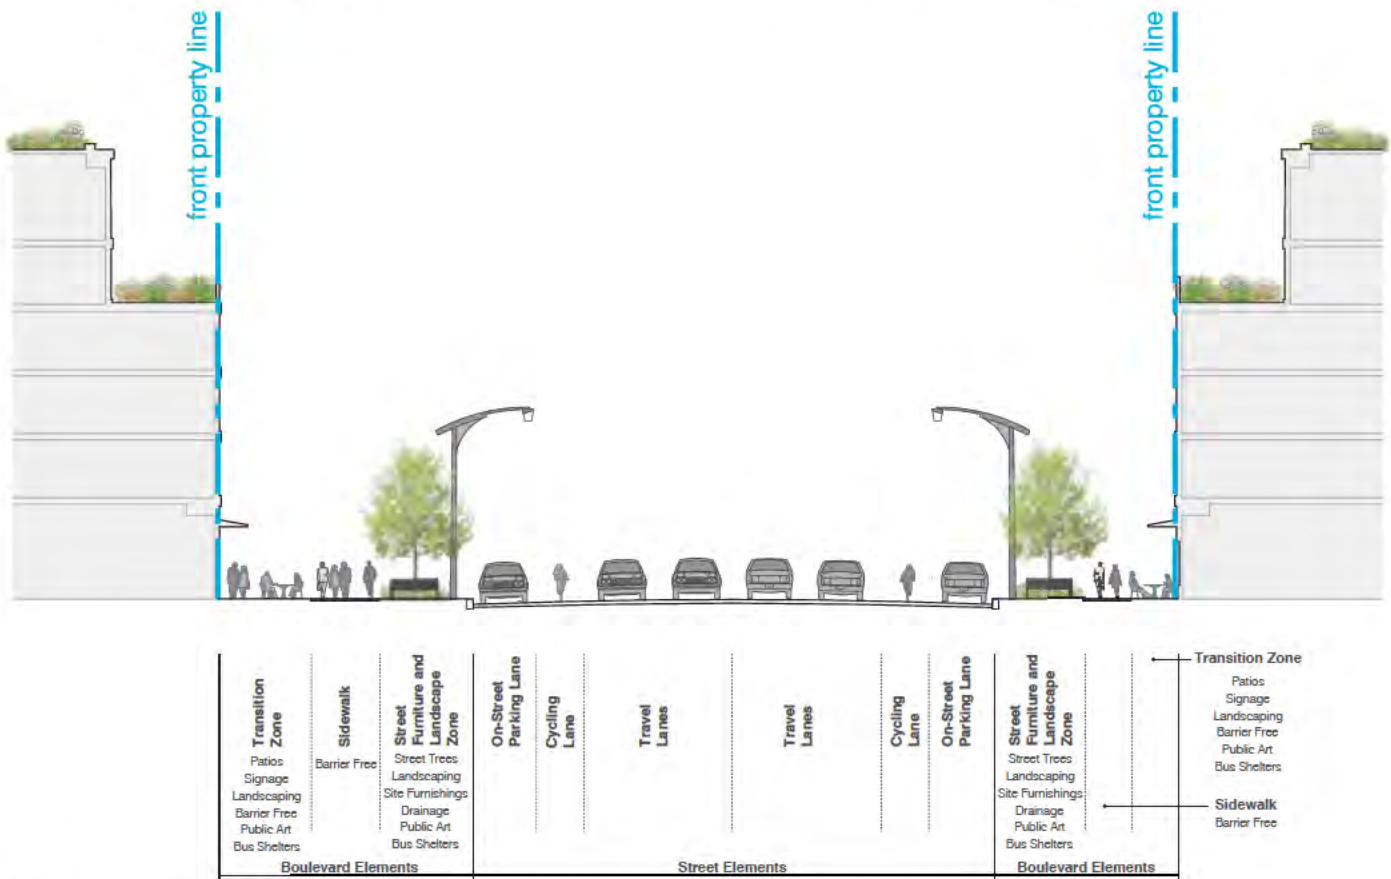 front property line
front property line
Transition
Zone
Patios
Signage
Landscaping
Barrier Free
Public Art
Bus Shelters
Sidewalk
Barrier Free
Street
Furniture and
Landscape
Zone
Street Trees
Landscaping
Site Furnishings
Drainage
Public Art
Bus Shelters
On-Street
Parking Lane
Cycling
Lane
Travel
Lanes
Travel
Lanes
Cycling
Lane
On-Street
Parking Lane
Street
Furniture and
Landscape
Zone
Street Trees
Landscaping
Site Furnishings
Drainage
Public Art
Bus Shelters
Transition Zone
Patios
Signage
Landscaping
Barrier Free
Public Art
Bus Shelters
Sidewalk
Barrier Free
Boulevard Elements
Street Elements
Boulevard Elements